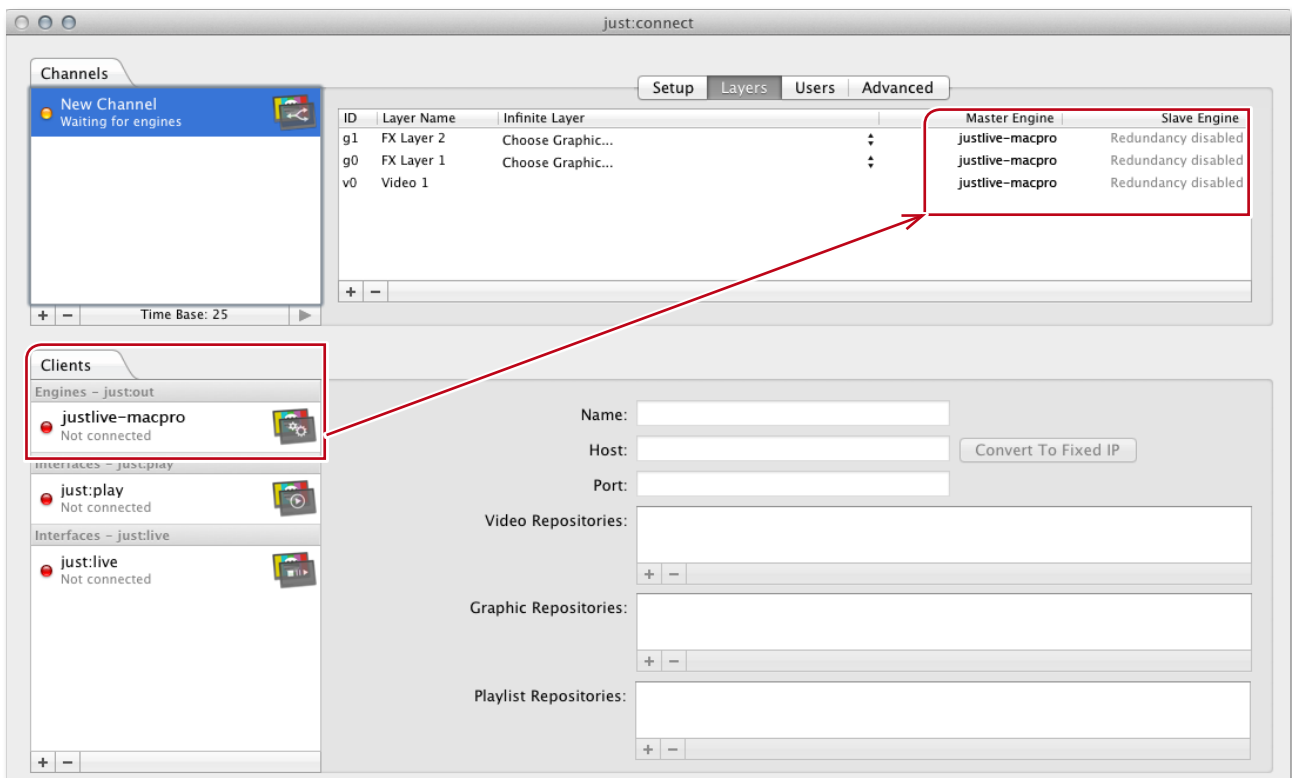 just:connect
Channels
New Channel
Waiting for engines
Time Base: 25
Setup Layers Users Advanced
ID Layer Name Infinite Layer Master Engine Slave Engine
g1 FX Layer 2 Choose Graphic... justlive-macpro Redundancy disabled
g0 FX Layer 1 Choose Graphic... justlive-macpro Redundancy disabled
v0 Video 1 justlive-macpro Redundancy disabled
Clients
Engines - just:out
justlive-macpro
Not connected
Interfaces - just:play
just:play
Not connected
Interfaces - just:live
just:live
Not connected
Name:
Host: Convert To Fixed IP
Port:
Video Repositories:
Graphic Repositories:
Playlist Repositories: